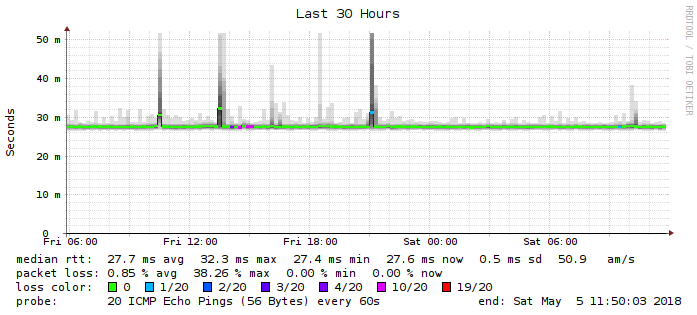 Last 30 Hours
RRDTOOL / TOBI OETIKER
Seconds
50 m
40 m
30 m
20 m
10 m
0
Fri 06:00 Fri 12:00 Fri 18:00 Sat 00:00 Sat 06:00
median rtt: 27.7 ms avg 32.3 ms max 27.4 ms min 27.6 ms now 0.5 ms sd 50.9 am/s
packet loss: 0.85 % avg 38.26 % max 0.00 % min 0.00 % now
loss color: 0 1/20 2/20 3/20 4/20 10/20 19/20
probe: 20 ICMP Echo Pings (56 Bytes) every 60s end: Sat May 5 11:50:03 2018